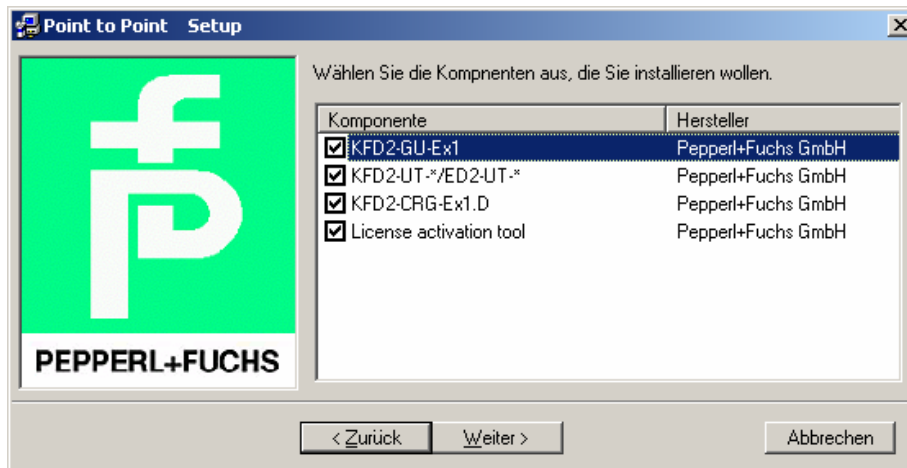 Point to Point Setup
PEPPERL+FUCHS
Wählen Sie die Kompnenten aus, die Sie installieren wollen.
Komponente Hersteller
KFD2-GU-Ex1 Pepperl+Fuchs GmbH
KFD2-UT-*/ED2-UT-* Pepperl+Fuchs GmbH
KFD2-CRG-Ex1.D Pepperl+Fuchs GmbH
License activation tool Pepperl+Fuchs GmbH
< Zurück Weiter > Abbrechen